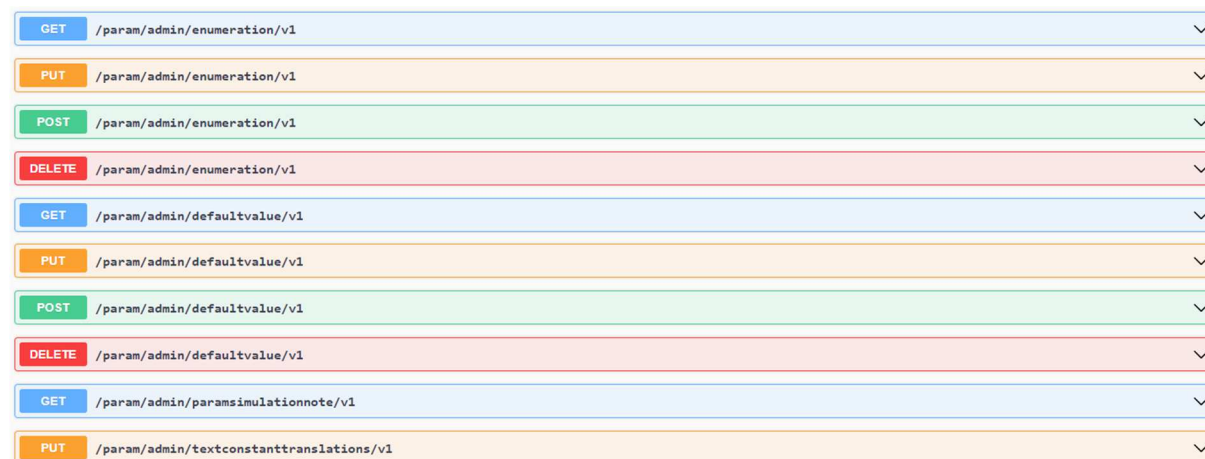 GET /param/admin/enumeration/v1
PUT /param/admin/enumeration/v1
POST /param/admin/enumeration/v1
DELETE /param/admin/enumeration/v1
GET /param/admin/defaultvalue/v1
PUT /param/admin/defaultvalue/v1
POST /param/admin/defaultvalue/v1
DELETE /param/admin/defaultvalue/v1
GET /param/admin/paramsimulationnote/v1
PUT /param/admin/textconstanttranslations/v1